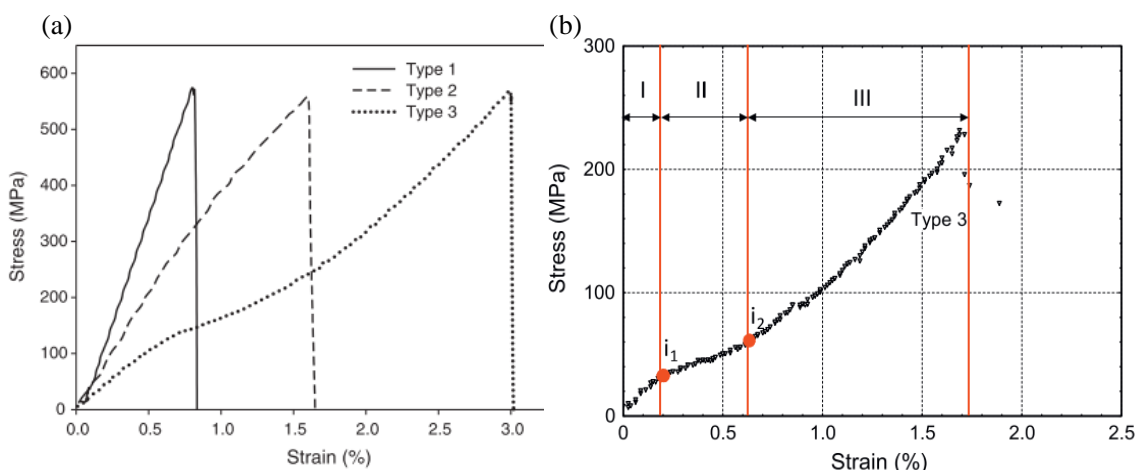 (a)
600
500
400
300
200
100
0
Stress (MPa)
Type 1
Type 2
Type 3
0.0 0.5 1.0 1.5 2.0 2.5 3.0
Strain (%)
(b)
300
200
100
0
Stress (MPa)
I II III
Type 3
i1
i2
0 0.5 1.0 1.5 2.0 2.5
Strain (%)